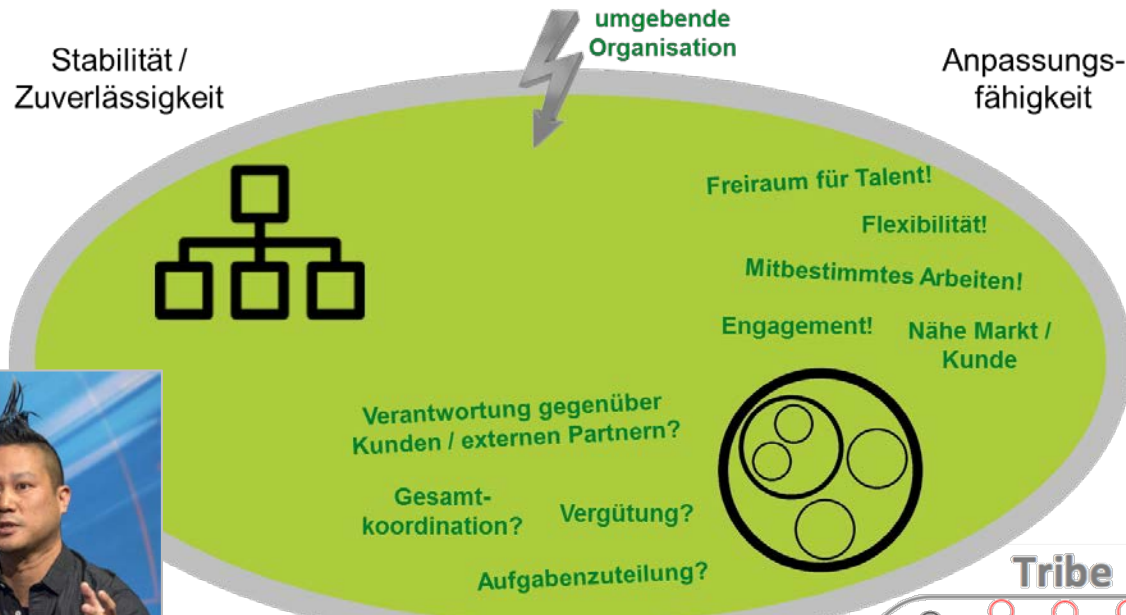 umgebende
Organisation
Stabilität /
Zuverlässigkeit
Anpassungs-
fähigkeit
Freiraum für Talent!
Flexibilität!
Mitbestimmtes Arbeiten!
Engagement!
Nähe Markt /
Kunde
Verantwortung gegenüber
Kunden / externen Partnern?
Gesamt-
koordination?
Vergütung?
Aufgabenzuteilung?
Tribe